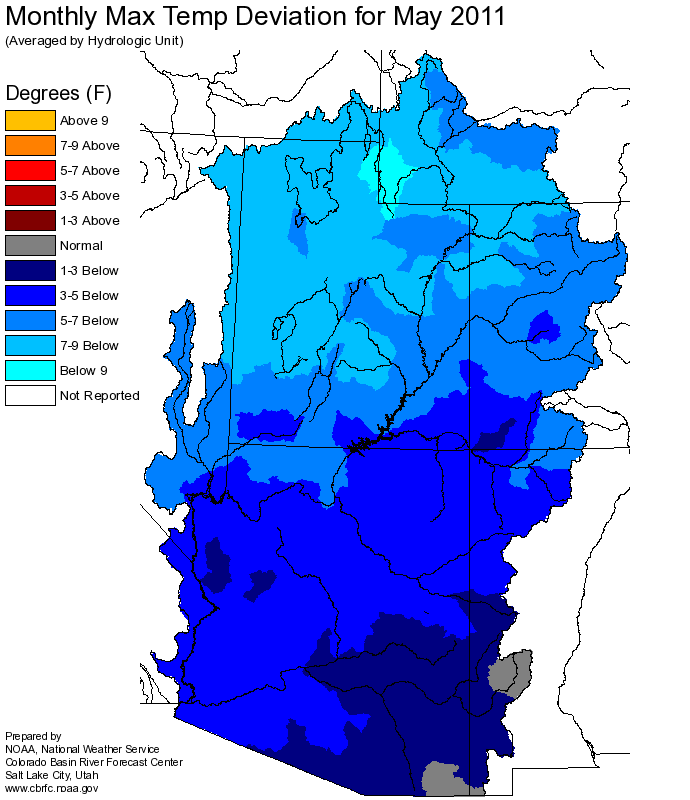 Monthly Max Temp Deviation for May 2011
(Averaged by Hydrologic Unit)
Degrees (F)
Above 9
7-9 Above
5-7 Above
3-5 Above
1-3 Above
Normal
1-3 Below
3-5 Below
5-7 Below
7-9 Below
Below 9
Not Reported
Prepared by
NOAA, National Weather Service
Colorado Basin River Forecast Center
Salt Lake City, Utah
www.cbrfc.noaa.gov